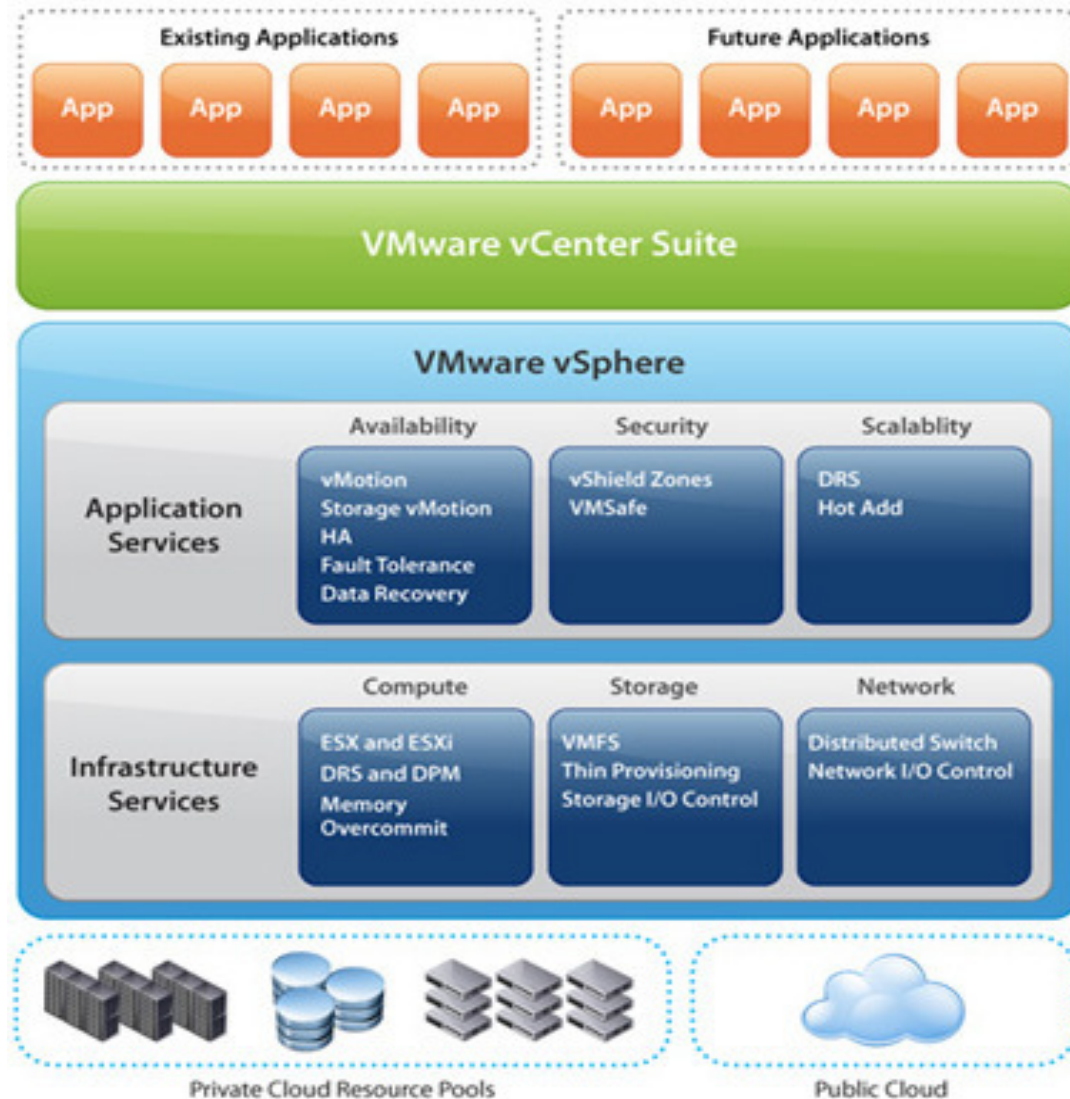 Existing Applications
Future Applications
App App App App
App App App App
VMware vCenter Suite
VMware vSphere
Application
Services
Availability
vMotion
Storage vMotion
HA
Fault Tolerance
Data Recovery
Security
vShield Zones
VMSafe
Scalablity
DRS
Hot Add
Infrastructure
Services
Compute
ESX and ESXi
DRS and DPM
Memory
Overcommit
Storage
VMFS
Thin Provisioning
Storage I/O Control
Network
Distributed Switch
Network I/O Control
Private Cloud Resource Pools
Public Cloud